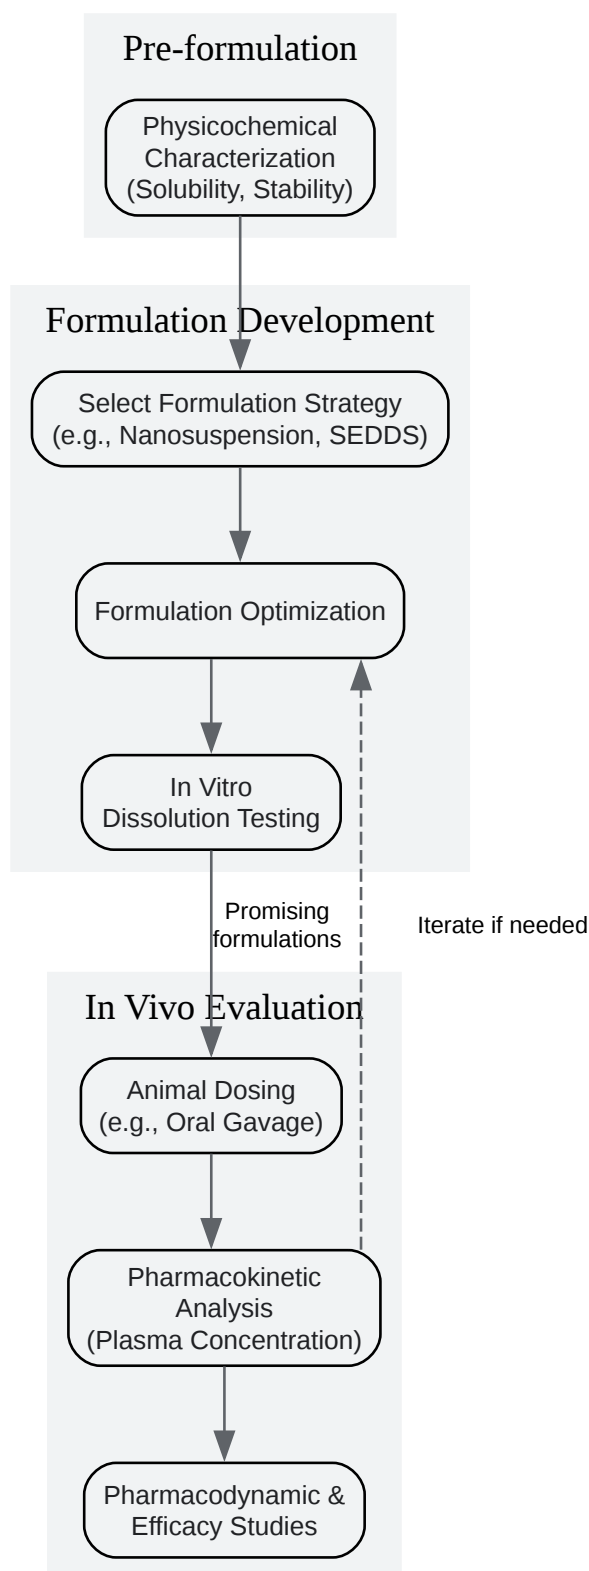 Pre-formulation
Physicochemical
Characterization
(Solubility, Stability)
Formulation Development
Select Formulation Strategy
(e.g., Nanosuspension, SEDDS)
Formulation Optimization
In Vitro
Dissolution Testing
Promising
formulations
Iterate if needed
In Vivo Evaluation
Animal Dosing
(e.g., Oral Gavage)
Pharmacokinetic
Analysis
(Plasma Concentration)
Pharmacodynamic &
Efficacy Studies